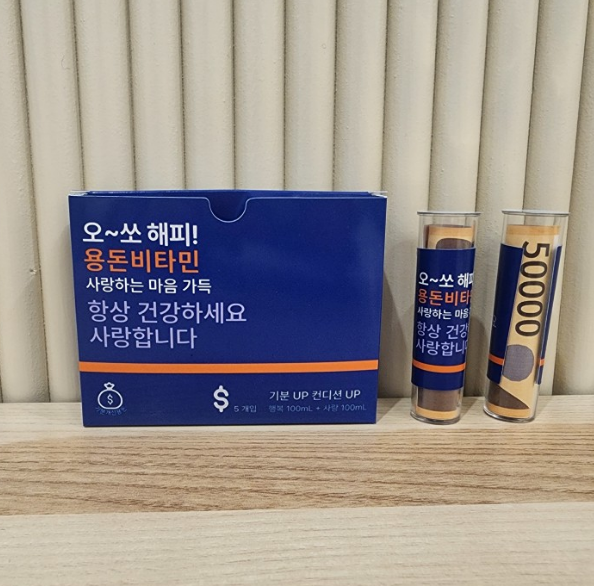 오~쏘 해피!
용돈비타민
사랑하는 마음 가득
항상 건강하세요
사랑합니다
$
$
5 개입
기분 UP 컨디션 UP
행복 100mL + 사랑 100mL
오~쏘 해피
용돈비타
사랑하는 마음
항상 건강
사랑합니
50000